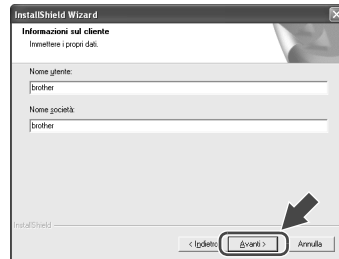 InstallShield Wizard
Informazioni sul cliente
Immettere i propri dati.
Nome utente:
brother
Nome società:
brother
InstallShield
< Indietro Avanti > Annulla